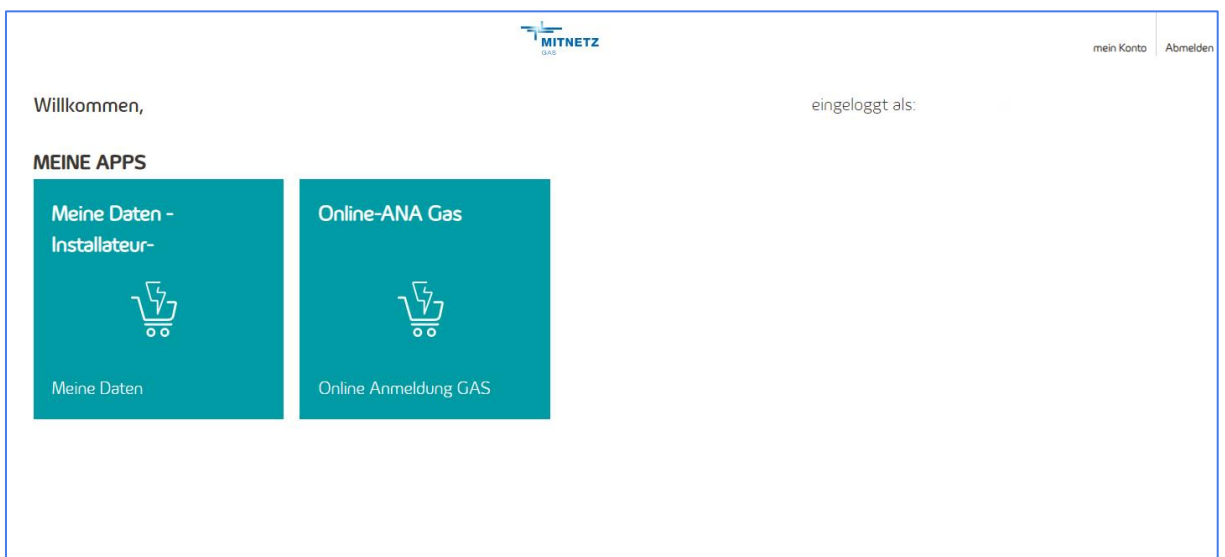 MITNETZ
GAS
mein Konto
Abmelden
Willkommen,
eingeloggt als:
MEINE APPS
Meine Daten -
Installateur-
Meine Daten
Online-ANA Gas
Online Anmeldung GAS